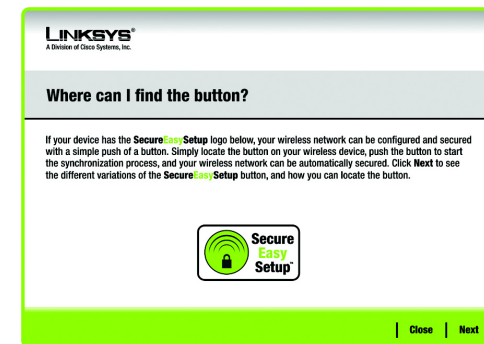 LINKSYS®
A Division of Cisco Systems, Inc.
Where can I find the button?
If your device has the SecureEasySetup logo below, your wireless network can be configured and secured
with a simple push of a button. Simply locate the button on your wireless device, push the button to start
the synchronization process, and your wireless network can be automatically secured. Click Next to see
the different variations of the SecureEasySetup button, and how you can locate the button.
Secure
Easy
Setup™
Close | Next